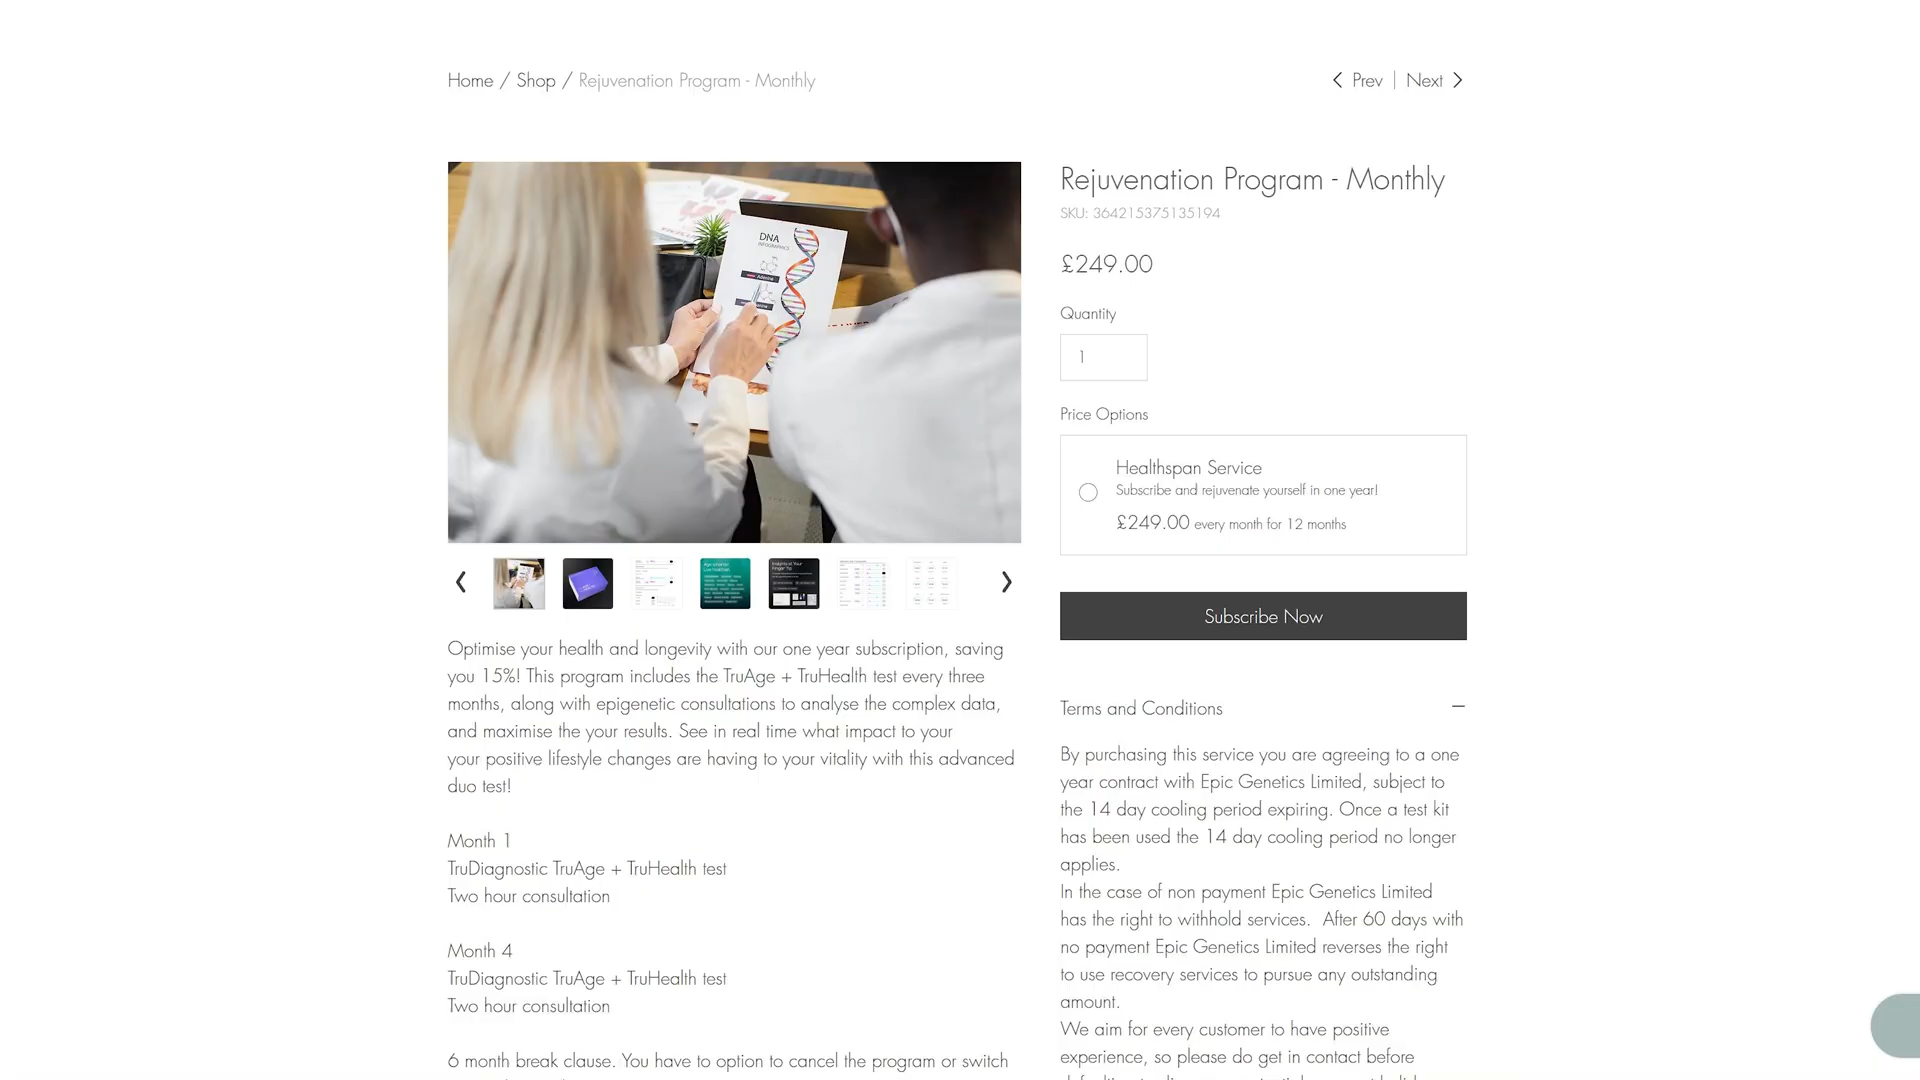 Home / Shop / Rejuvenation Program - Monthly
Prev | Next
DNA
INFOGRAPHICS
Adenine
Rejuvenation Program - Monthly
SKU: 364215375135194
£249.00
Quantity
1
Price Options
Healthspan Service
Subscribe and rejuvenate yourself in one year!
£249.00 every month for 12 months
Subscribe Now
Insights at Your
Finger Tip
Optimise your health and longevity with our one year subscription, saving
you 15%! This program includes the TruAge + TruHealth test every three
months, along with epigenetic consultations to analyse the complex data,
and maximise the your results. See in real time what impact to your
your positive lifestyle changes are having to your vitality with this advanced
duo test!
Month 1
TruDiagnostic TruAge + TruHealth test
Two hour consultation
Month 4
TruDiagnostic TruAge + TruHealth test
Two hour consultation
6 month break clause. You have to option to cancel the program or switch
Terms and Conditions
By purchasing this service you are agreeing to a one
year contract with Epic Genetics Limited, subject to
the 14 day cooling period expiring. Once a test kit
has been used the 14 day cooling period no longer
applies.
In the case of non payment Epic Genetics Limited
has the right to withhold services. After 60 days with
no payment Epic Genetics Limited reverses the right
to use recovery services to pursue any outstanding
amount.
We aim for every customer to have positive
experience, so please do get in contact before